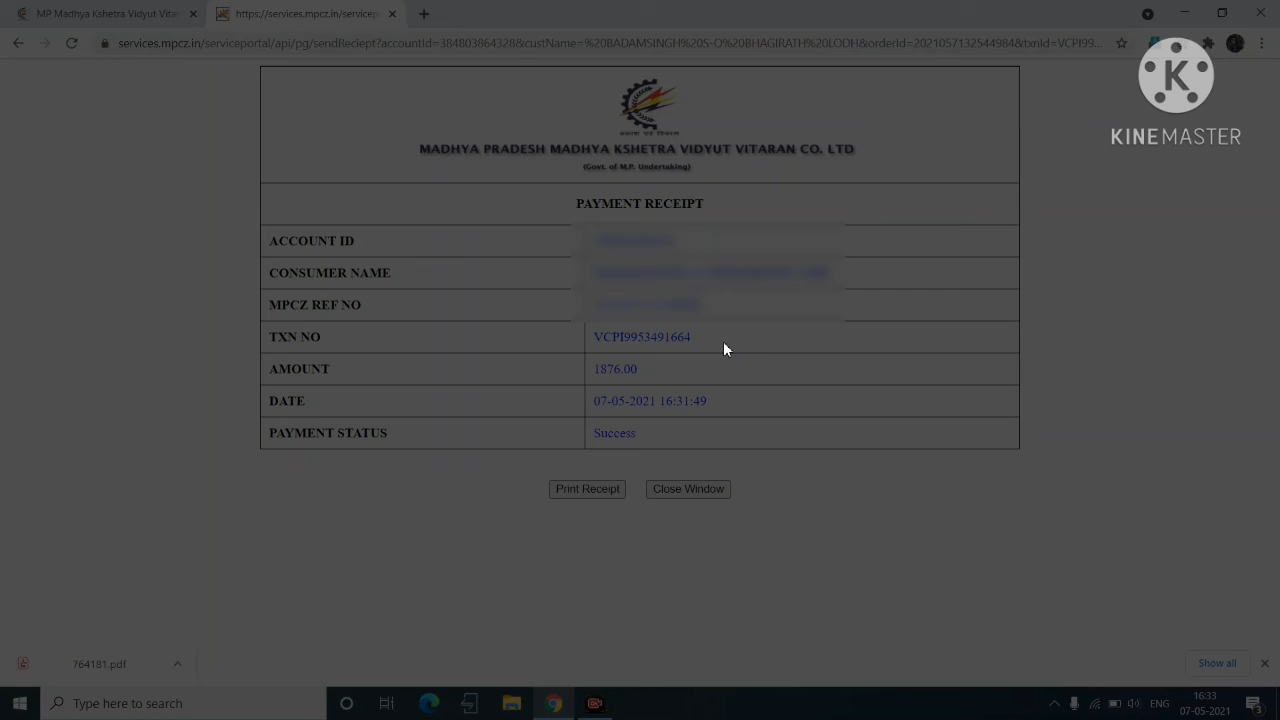 MP Madhya Kshetra Vidyut Vitar
https://services.mpcz.in/servicep
services.mpcz.in/serviceportal/api/pg/sendReciept?accountId=384803864328&custName=%20BADAMSINGH%20S-O%20BHAGIRATH%20LODH&orderId=2021057132544984&txnId=VCPI99...
KINEMASTER
MADHYA PRADESH MADHYA KSHETRA VIDYUT VITARAN CO. LTD
(Govt. of M.P. Undertaking)
PAYMENT RECEIPT
ACCOUNT ID
CONSUMER NAME
MPCZ REF NO
TXN NO VCPI9953491664
AMOUNT 1876.00
DATE 07-05-2021 16:31:49
PAYMENT STATUS Success
Print Receipt Close Window
764181.pdf
Show all
Type here to search
ENG
16:33
07-05-2021
3